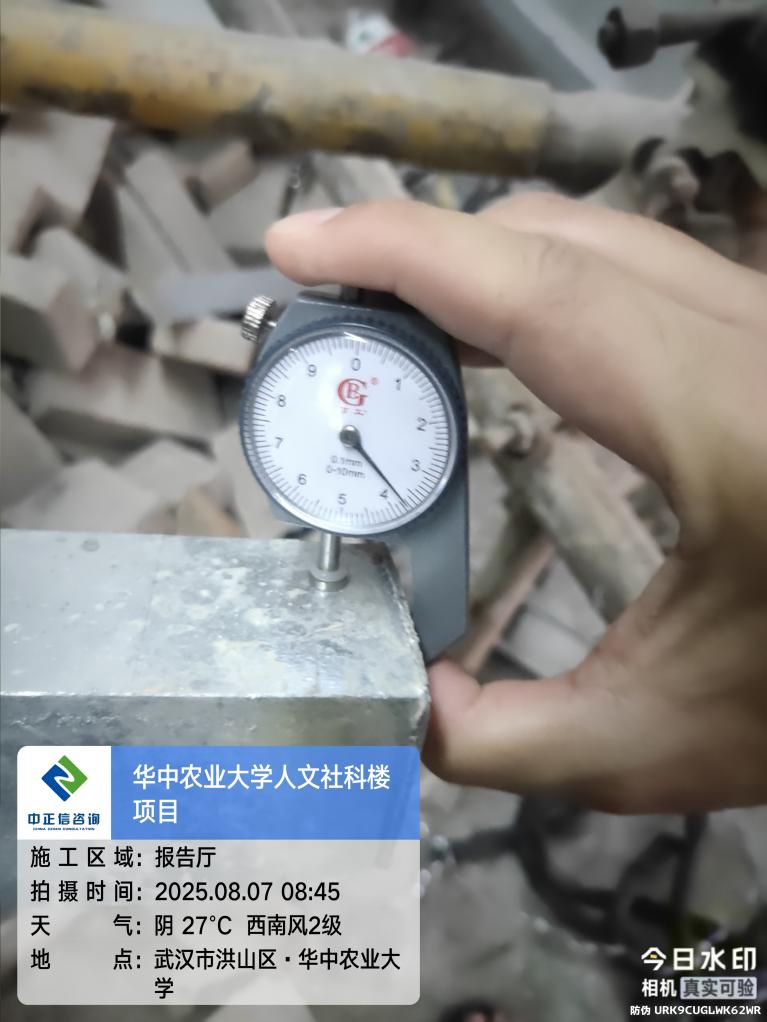 0
1
2
3
4
5
6
7
8
9
0.1mm
0-10mm
中正信咨询
华中农业大学人文社科楼
项目
施工区域：报告厅
拍摄时间：2025.08.07 08:45
天气：阴 27℃ 西南风2级
地点：武汉市洪山区·华中农业大
学
今日水印
相机 真实可验
防伪 URK9CUGLWK62WR